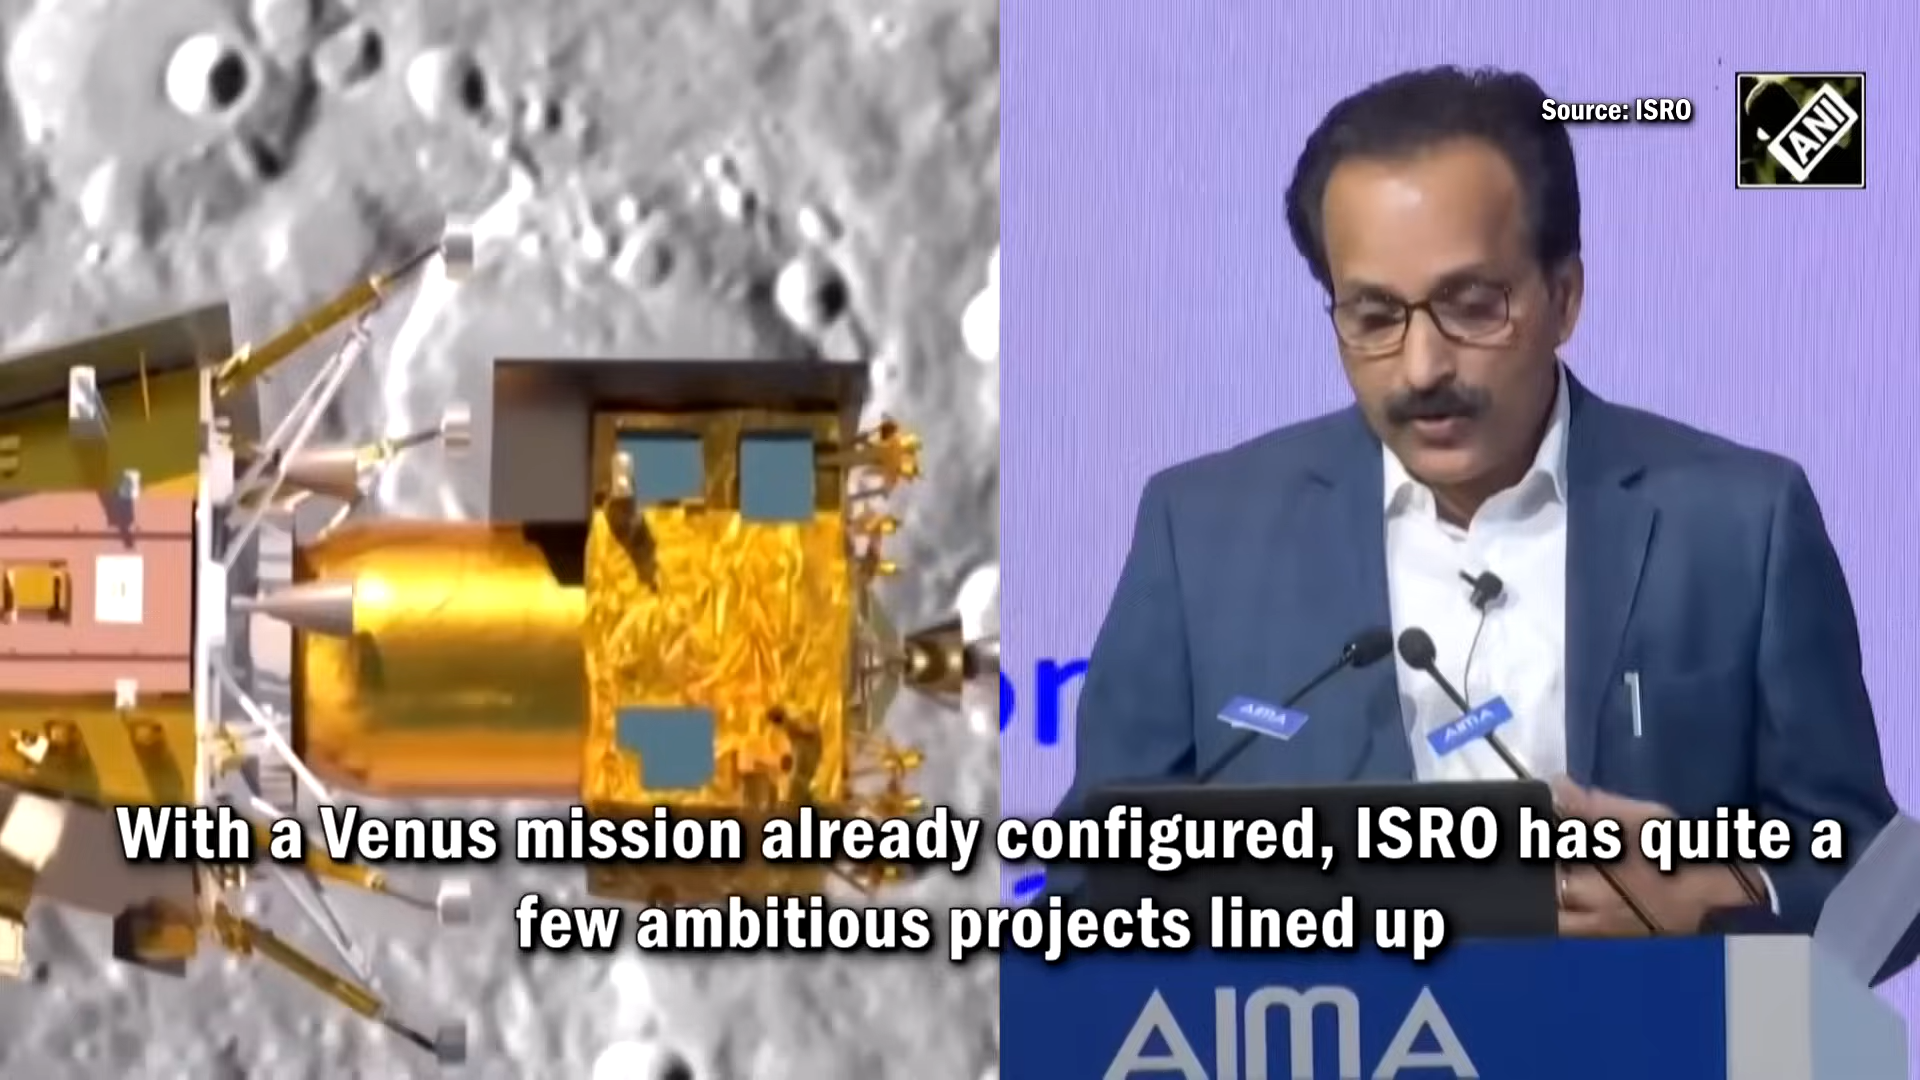 Source: ISRO
ANI
AIMA
AIMA
With a Venus mission already configured, ISRO has quite a
few ambitious projects lined up
AIMA